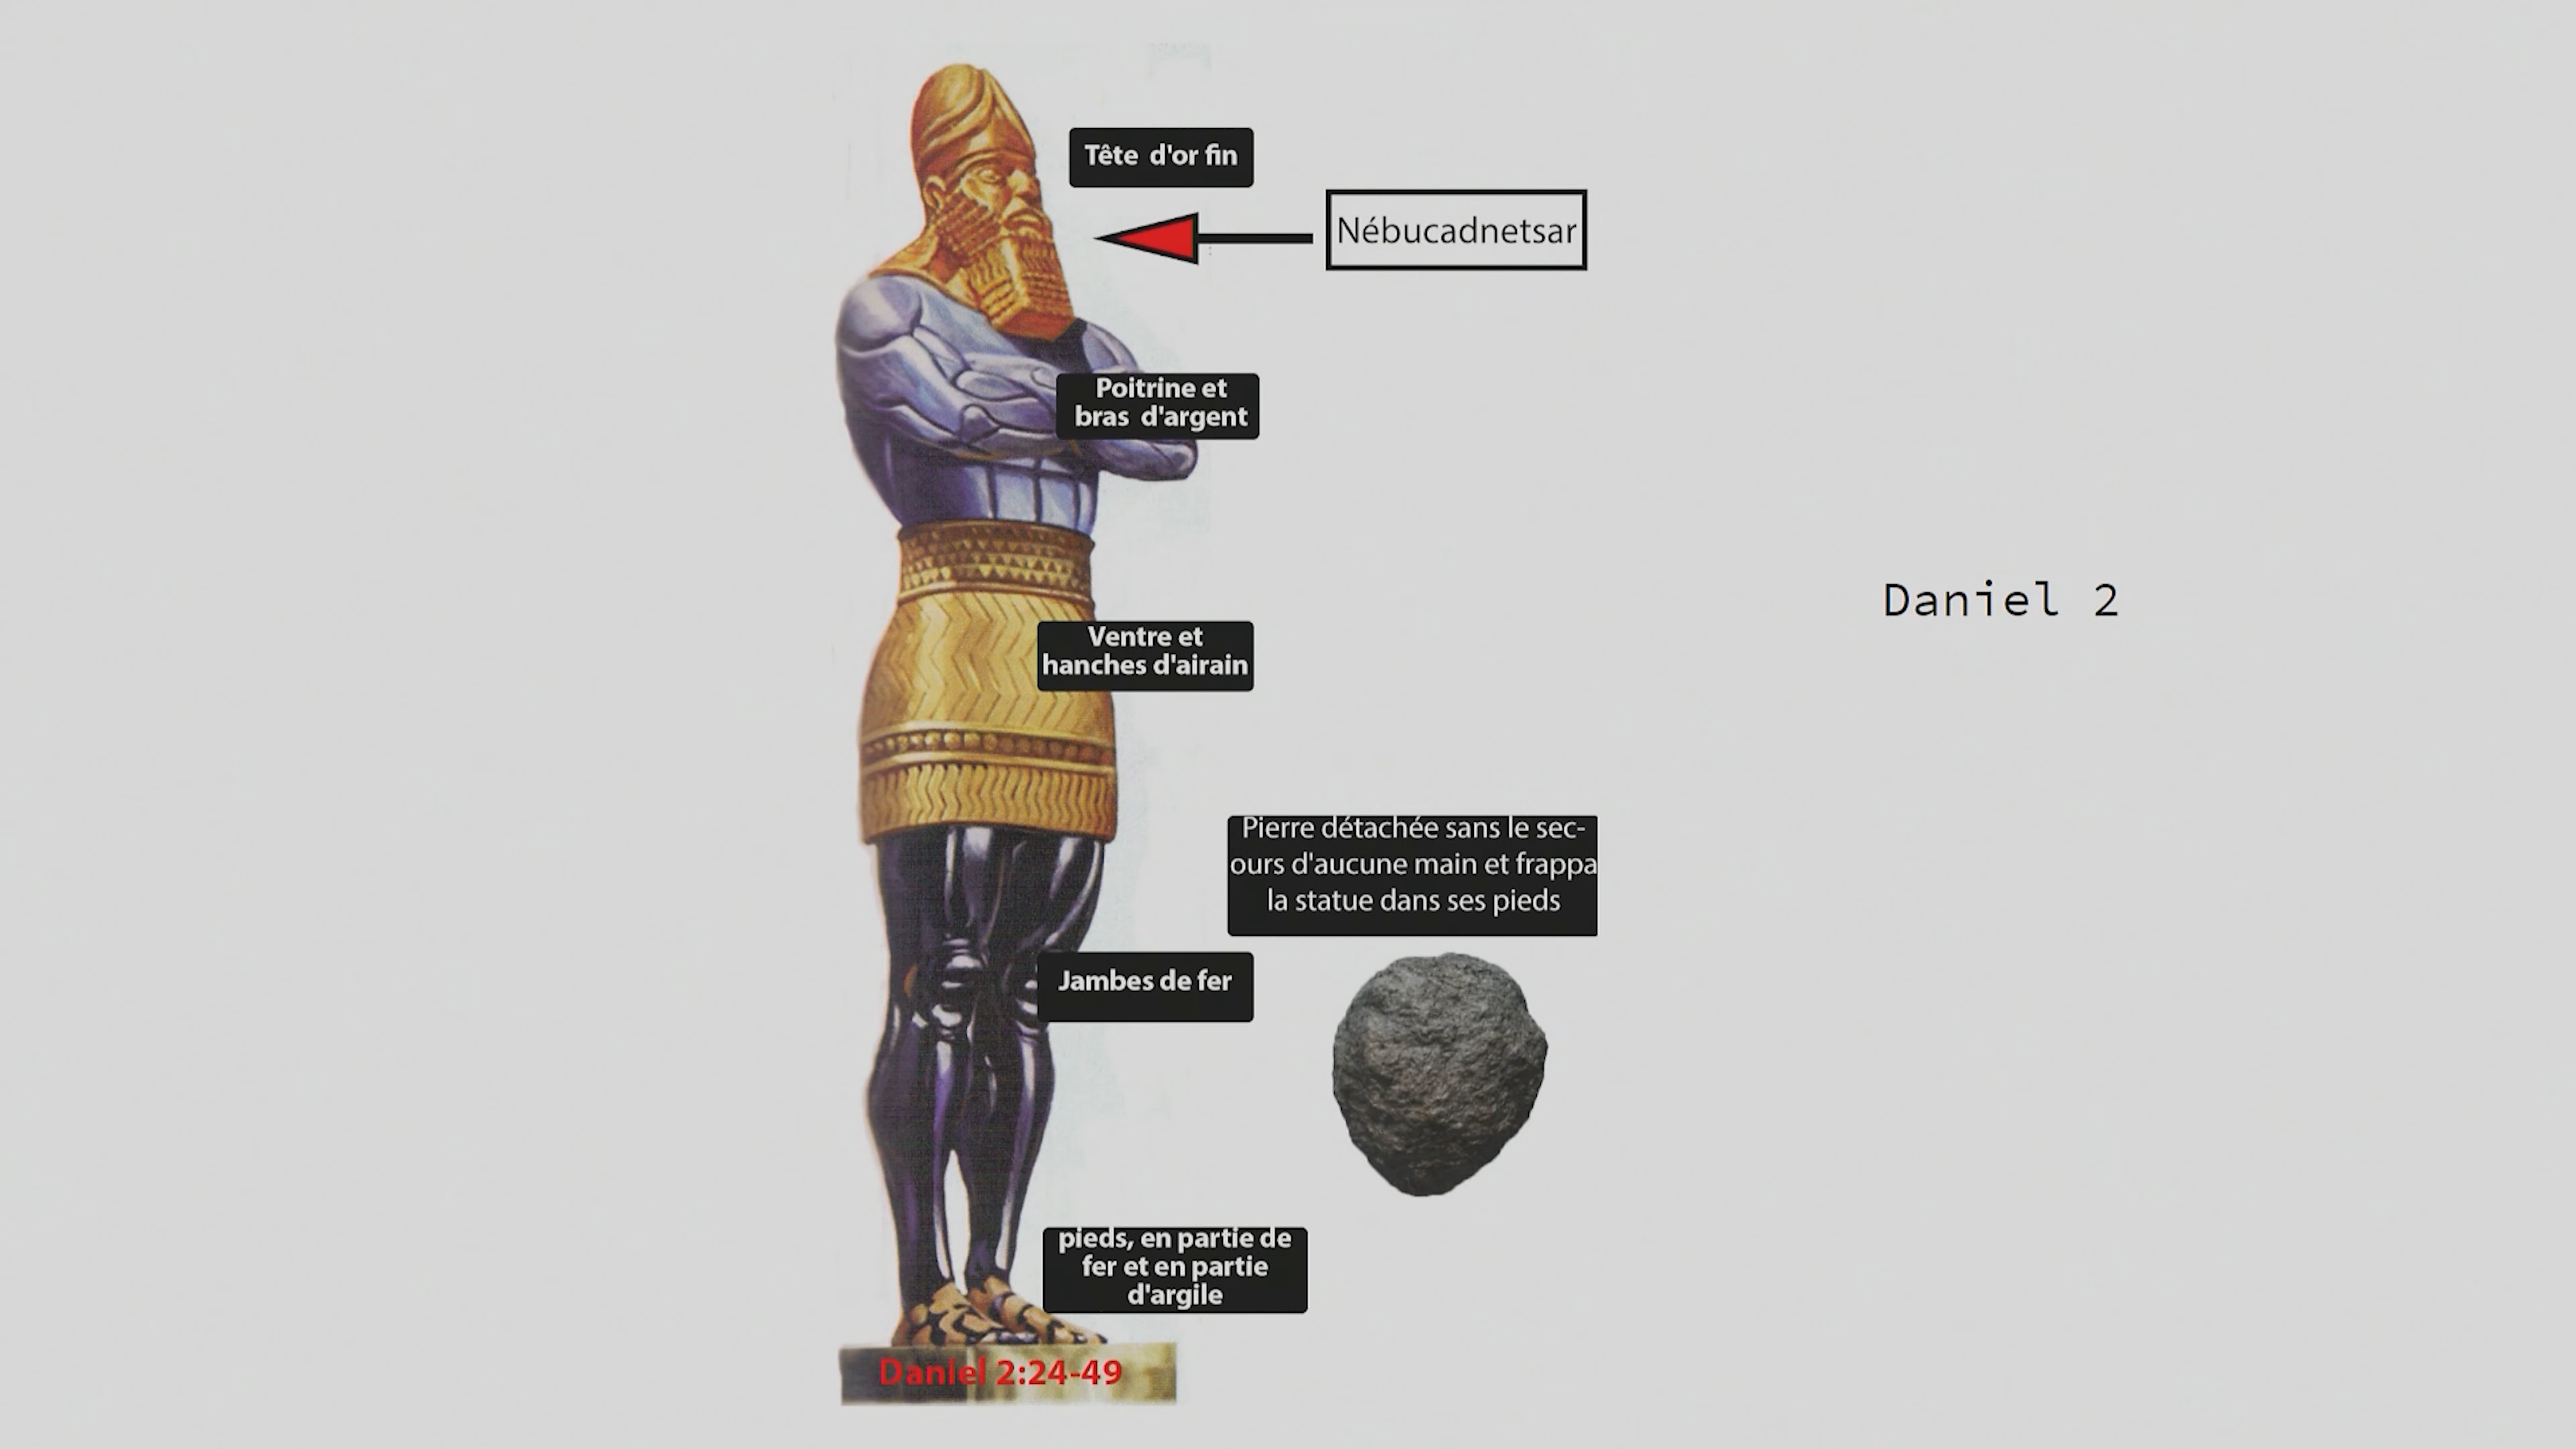 Tête d'or fin
Nébucadnetsar
Poitrine et
bras d'argent
Daniel 2
Ventre et
hanches d'airain
Pierre détachée sans le sec-
ours d'aucune main et frappa
la statue dans ses pieds
Jambes de fer
pieds, en partie de
fer et en partie
d'argile
Daniel 2:24-49